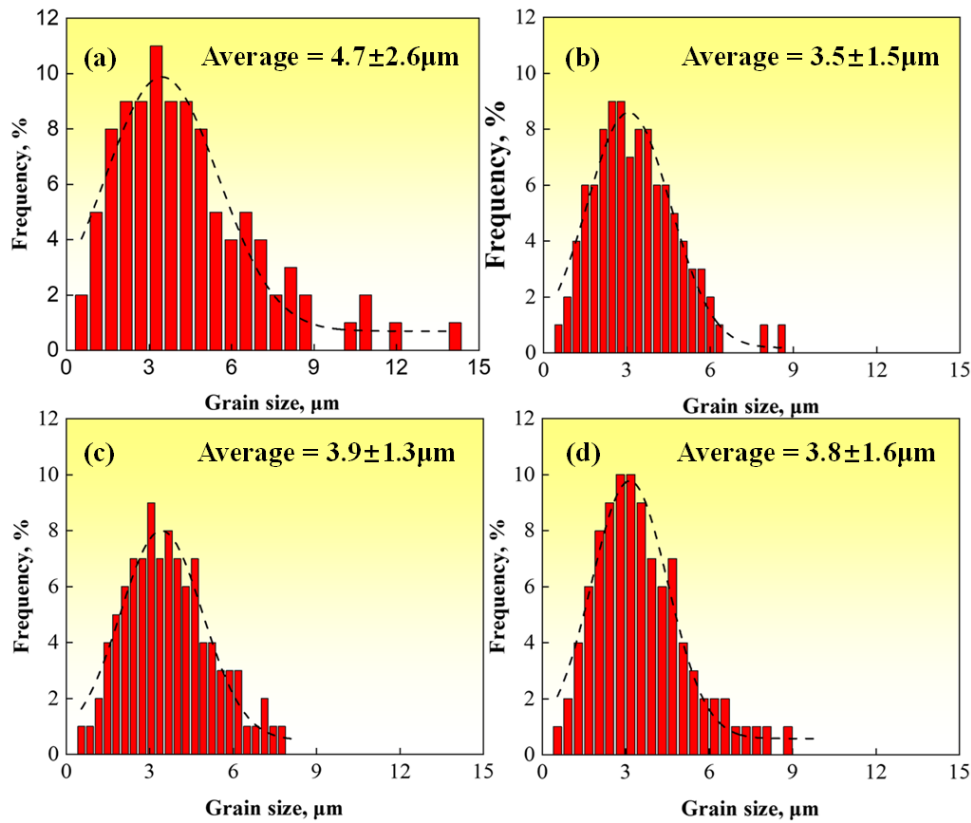 (a) Average = 4.7±2.6μm
Frequency, %
12
10
8
6
4
2
0
0 3 6 9 12 15
Grain size, μm
(b) Average = 3.5±1.5μm
Frequency, %
12
10
8
6
4
2
0
0 3 6 9 12 15
Grain size, μm
(c) Average = 3.9±1.3μm
Frequency, %
12
10
8
6
4
2
0
0 3 6 9 12 15
Grain size, μm
(d) Average = 3.8±1.6μm
Frequency, %
12
10
8
6
4
2
0
0 3 6 9 12 15
Grain size, μm